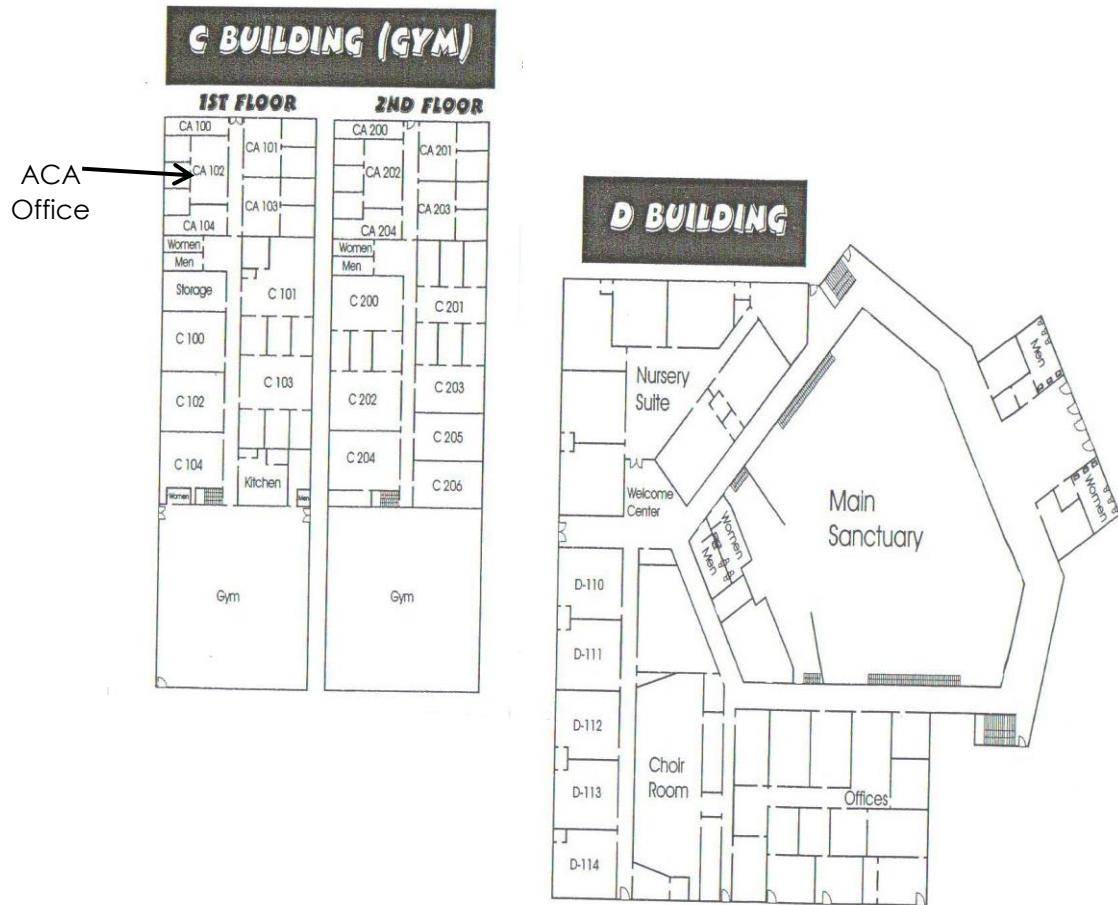 C BUILDING (GYM)
1ST FLOOR
2ND FLOOR
ACA
Office
CA 100
CA 101
CA 102
CA 103
CA 104
Women
Men
Storage
C 101
C 100
C 103
C 102
C 104
Kitchen
Women
Men
Gym
CA 200
CA 201
CA 202
CA 203
CA 204
Women
Men
C 200
C 201
C 202
C 203
C 205
C 204
C 206
Gym
D BUILDING
Nursery
Suite
Welcome
Center
Men
Women
Main
Sanctuary
Women
Men
D-110
D-111
D-112
D-113
D-114
Choir
Room
Offices